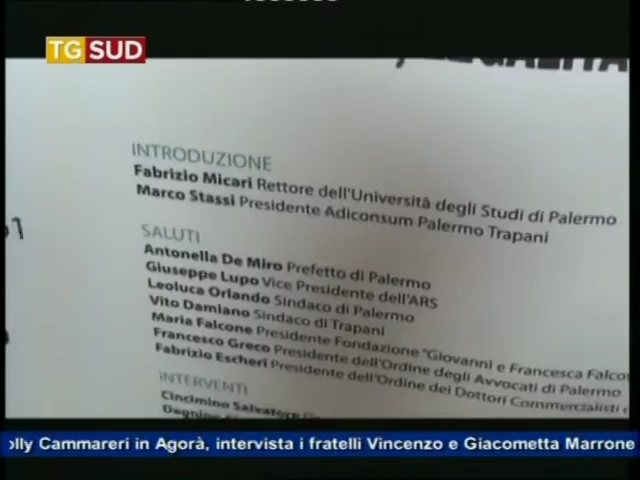 TG SUD
INTRODUZIONE
Fabrizio Micari Rettore dell'Università degli Studi di Palermo
Marco Stassi Presidente Adiconsum Palermo Trapani
SALUTI
Antonella De Miro Prefetto di Palermo
Giuseppe Lupo Vice Presidente dell'ARS
Leoluca Orlando Sindaco di Palermo
Vito Damiano Sindaco di Trapani
Maria Falcone Presidente Fondazione "Giovanni e Francesca Falco
Francesco Greco Presidente dell'Ordine degli Avvocati di Palermo
Fabrizio Escheri Presidente dell'Ordine dei Dottori Commercialisti
INTERVENTI
Cincimino Salvatore
olly Cammareri in Agorà, intervista i fratelli Vincenzo e Giacometta Marrone